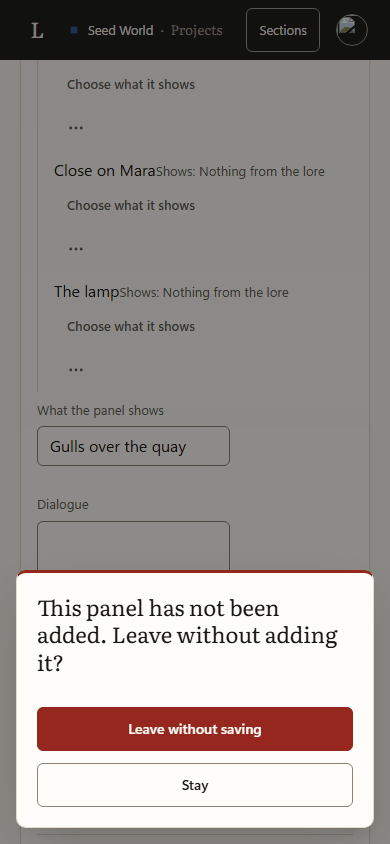 L
Seed World · Projects
Sections
Choose what it shows
...
Close on Mara Shows: Nothing from the lore
Choose what it shows
...
The lamp Shows: Nothing from the lore
Choose what it shows
...
What the panel shows
Gulls over the quay
Dialogue
This panel has not been
added. Leave without adding
it?
Leave without saving
Stay